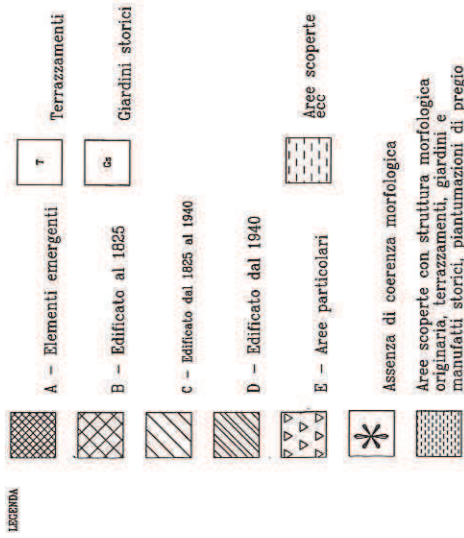 LEGENDA
A - Elementi emergenti
B - Edificato al 1825
C - Edificato dal 1825 al 1940
D - Edificato dal 1940
E - Aree particolari
Assenza di coerenza morfologica
Aree scoperte con struttura morfologica
originaria, terrazzamenti, giardini e
manufatti storici, piantumazioni di pregio
T
Terrazzamenti
Gs
Giardini storici
Aree scoperte
ecc